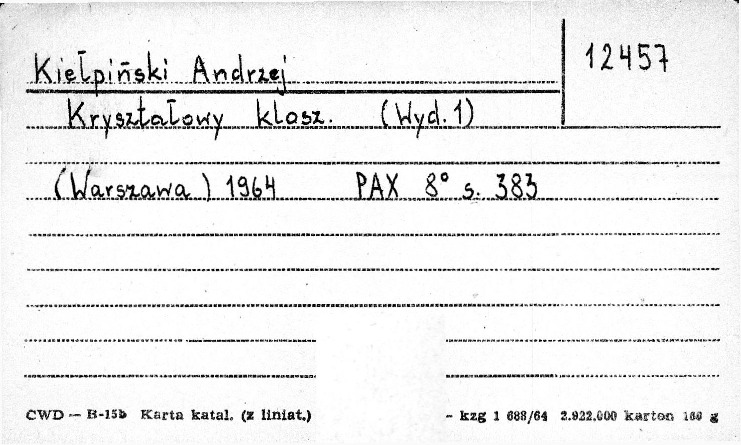 Kiełpiński Andrzej
12457
Kryształowy klosz. (Wyd. 1)
(Warszawa) 1964 PAX 8° s. 383
CWD — B-15b Karta katal. (z liniat.) - kzg 1 688/64 2.922.000 karton 160 g